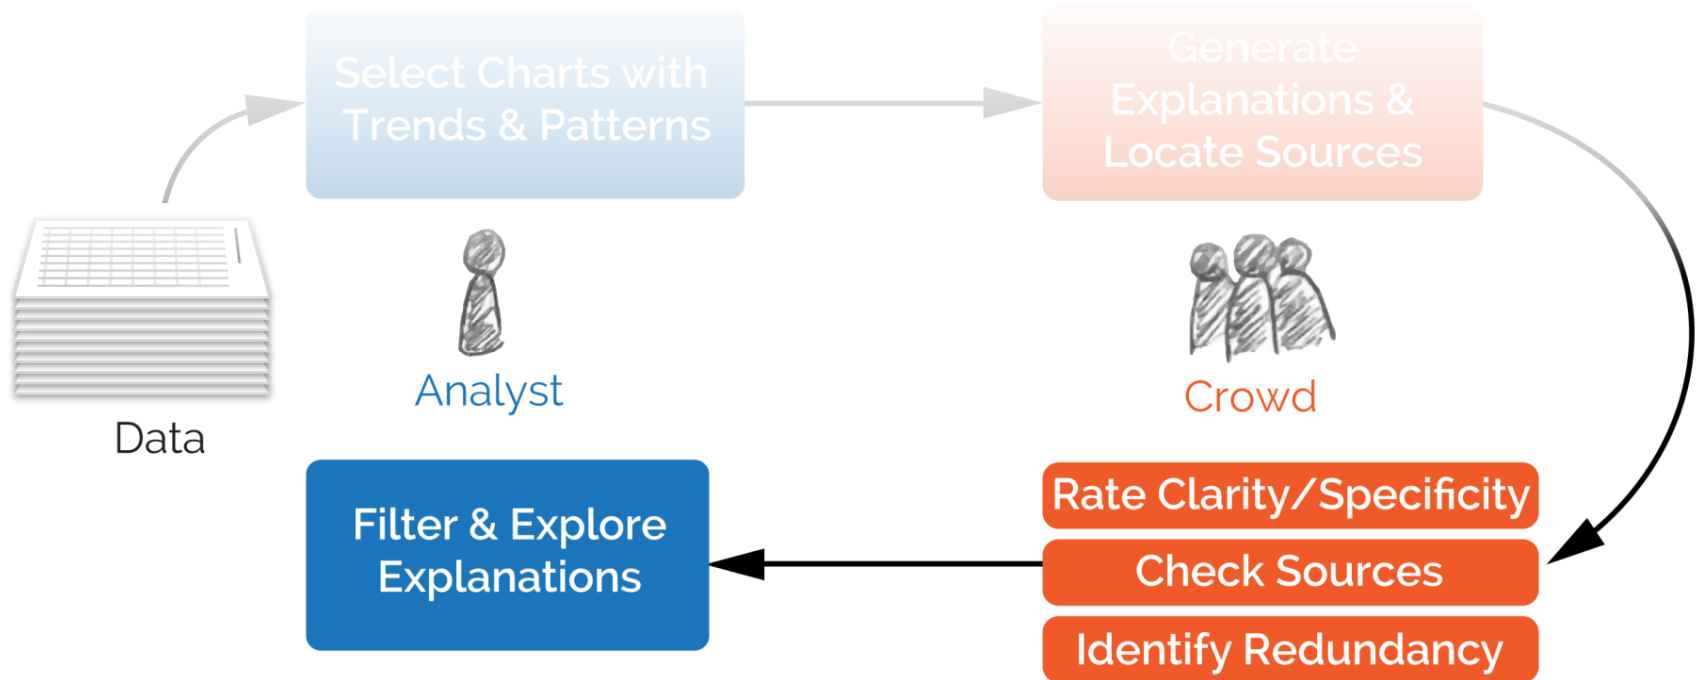 Select Charts with
Trends & Patterns
Generate
Explanations &
Locate Sources
Data
Analyst
Crowd
Filter & Explore
Explanations
Rate Clarity/Specificity
Check Sources
Identify Redundancy